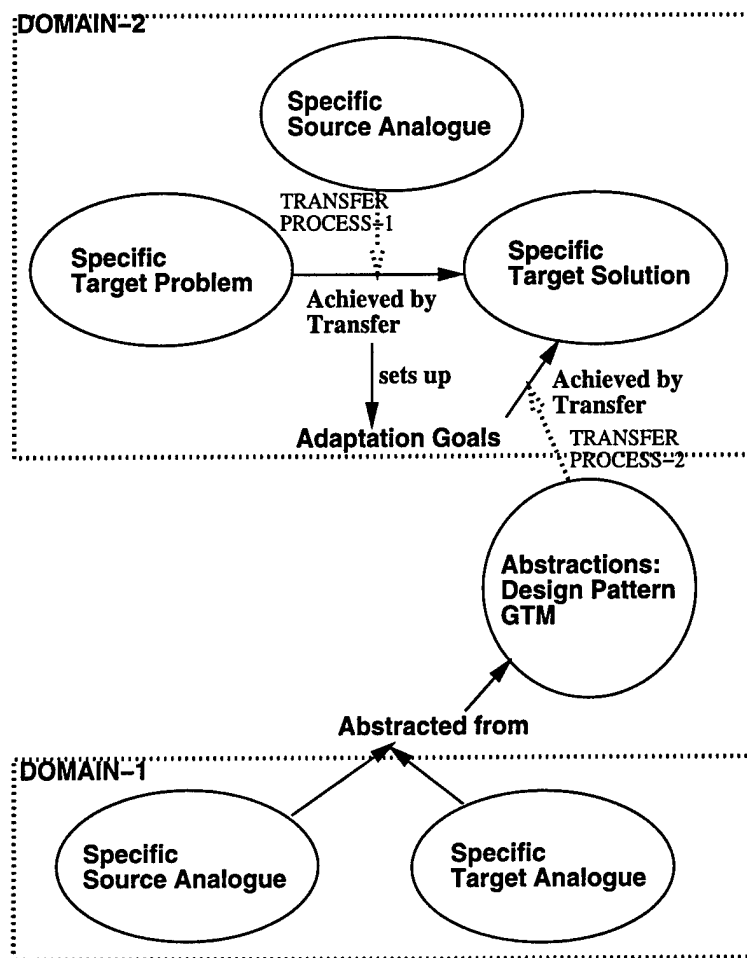 DOMAIN–2
Specific
Source Analogue
TRANSFER
PROCESS–1
Specific
Target Problem
Specific
Target Solution
Achieved by
Transfer
sets up
Achieved by
Transfer
Adaptation Goals
TRANSFER
PROCESS–2
Abstractions:
Design Pattern
GTM
Abstracted from
DOMAIN–1
Specific
Source Analogue
Specific
Target Analogue